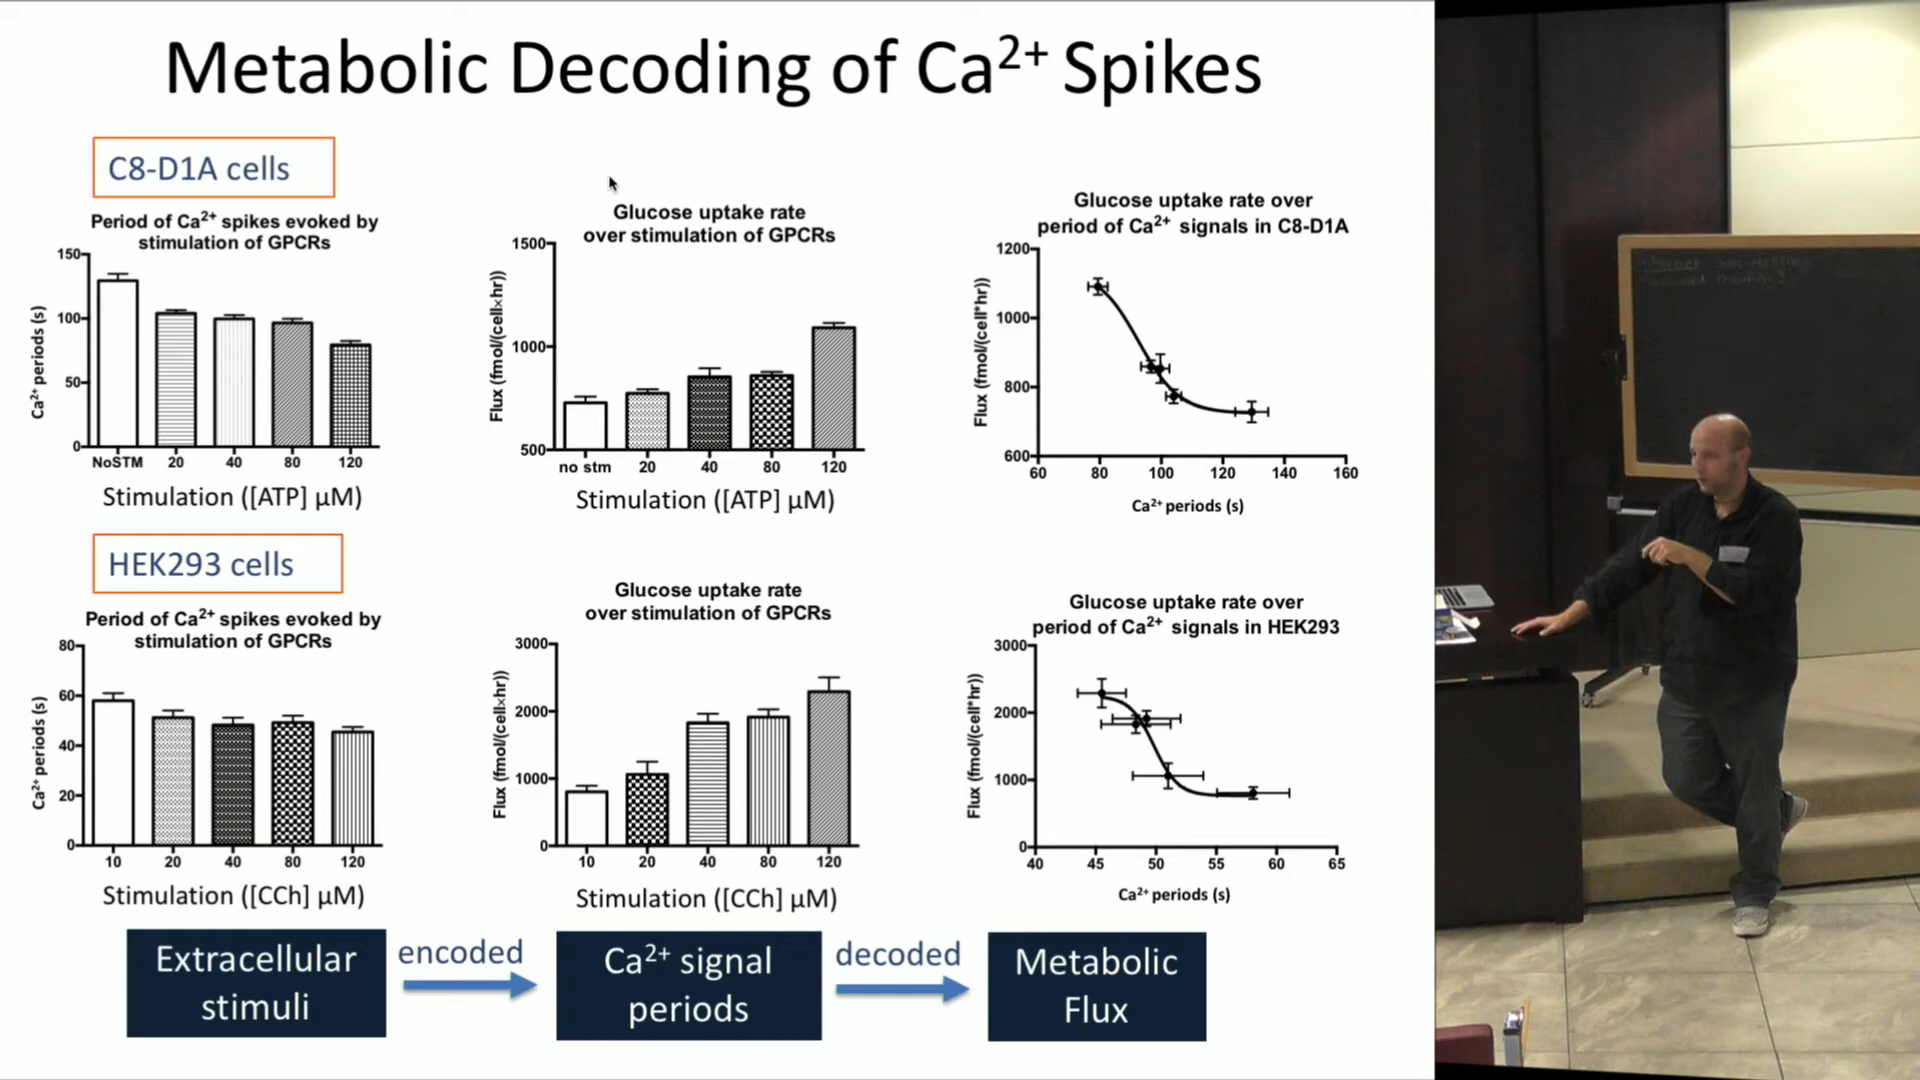 Metabolic Decoding of Ca²⁺ Spikes
C8-D1A cells
Period of Ca²⁺ spikes evoked by
stimulation of GPCRs
Ca²⁺ periods (s)
150
100
50
0
NoSTM 20 40 80 120
Stimulation ([ATP] µM)
Glucose uptake rate
over stimulation of GPCRs
Flux (fmol/(cell×hr))
1500
1000
500
no stm 20 40 80 120
Stimulation ([ATP] µM)
Glucose uptake rate over
period of Ca²⁺ signals in C8-D1A
Flux (fmol/(cell*hr))
1200
1000
800
600
60 80 100 120 140 160
Ca²⁺ periods (s)
HEK293 cells
Period of Ca²⁺ spikes evoked by
stimulation of GPCRs
Ca²⁺ periods (s)
80
60
40
20
0
10 20 40 80 120
Stimulation ([CCh] µM)
Glucose uptake rate
over stimulation of GPCRs
Flux (fmol/(cell×hr))
3000
2000
1000
0
10 20 40 80 120
Stimulation ([CCh] µM)
Glucose uptake rate over
period of Ca²⁺ signals in HEK293
Flux (fmol/(cell*hr))
3000
2000
1000
0
40 45 50 55 60 65
Ca²⁺ periods (s)
Extracellular
stimuli
encoded
Ca²⁺ signal
periods
decoded
Metabolic
Flux